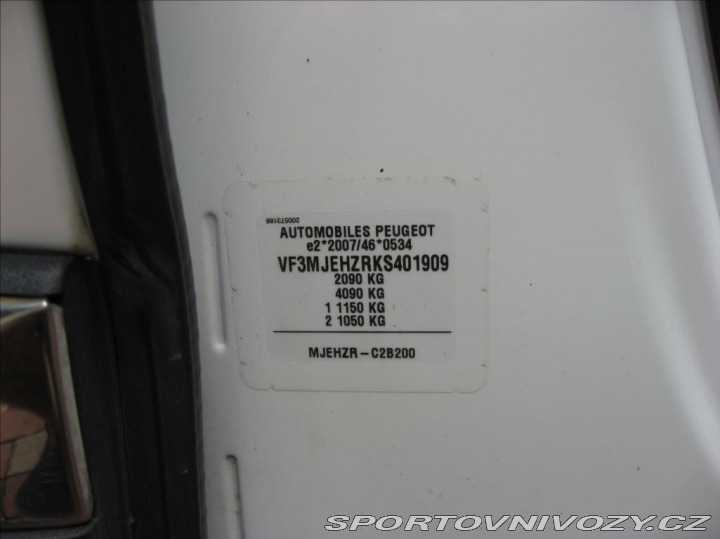 200573188
AUTOMOBILES PEUGEOT
e2*2007/46*0534
VF3MJEHZRKS401909
2090 KG
4090 KG
1 1150 KG
2 1050 KG
MJEHZR-C2B200
SPORTOVNIVOZY.CZ